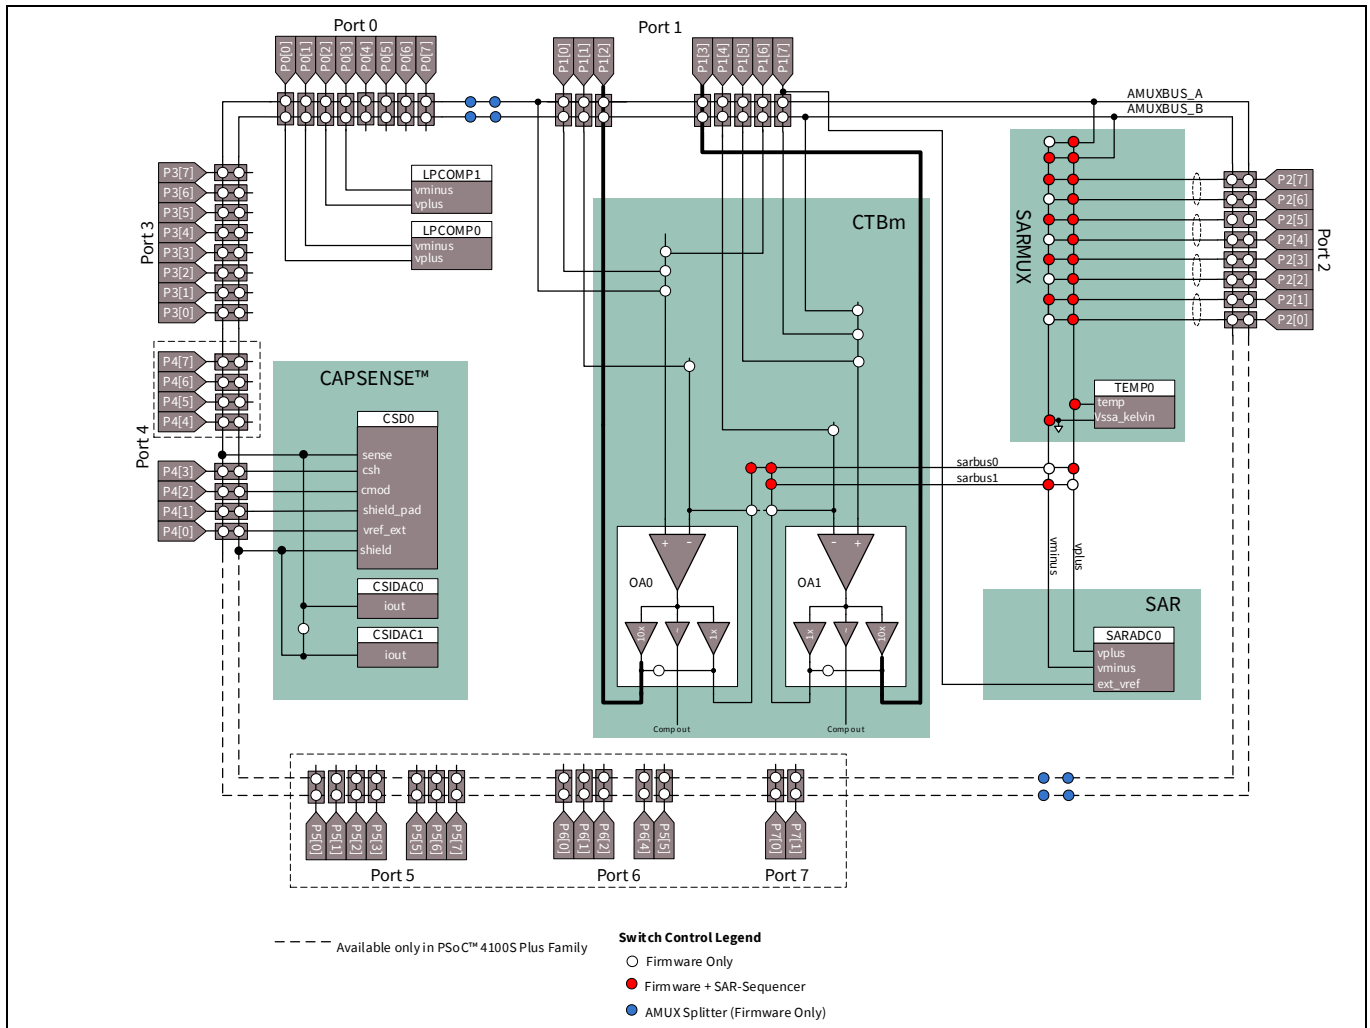 Port 0
Port 1
P0[0]
P0[1]
P0[2]
P0[3]
P0[4]
P0[5]
P0[6]
P0[7]
P1[0]
P1[1]
P1[2]
P1[3]
P1[4]
P1[5]
P1[6]
P1[7]
AMUXBUS_A
AMUXBUS_B
Port 3
P3[7]
P3[6]
P3[5]
P3[4]
P3[3]
P3[2]
P3[1]
P3[0]
LPCOMP1
vminus
vplus
LPCOMP0
vminus
vplus
CTBm
SARMUX
P2[7]
P2[6]
P2[5]
P2[4]
P2[3]
P2[2]
P2[1]
P2[0]
Port 2
TEMP0
temp
Vssa_kelvin
Port 4
P4[7]
P4[6]
P4[5]
P4[4]
P4[3]
P4[2]
P4[1]
P4[0]
CAPSENSE™
CSD0
sense
csh
cmod
shield_pad
vref_ext
shield
CSIDAC0
iout
CSIDAC1
iout
sarbus0
sarbus1
vminus
vplus
+
-
OA0
10x
-
1x
Comp out
-
+
OA1
1x
-
10x
Comp out
SAR
SARADC0
vplus
vminus
ext_vref
P5[0]
P5[1]
P5[2]
P5[3]
P5[5]
P5[6]
P5[7]
P6[0]
P6[1]
P6[2]
P6[4]
P5[5]
P7[0]
P7[1]
Port 5
Port 6
Port 7
Available only in PSoC™ 4100S Plus Family
Switch Control Legend
Firmware Only
Firmware + SAR-Sequencer
AMUX Splitter (Firmware Only)